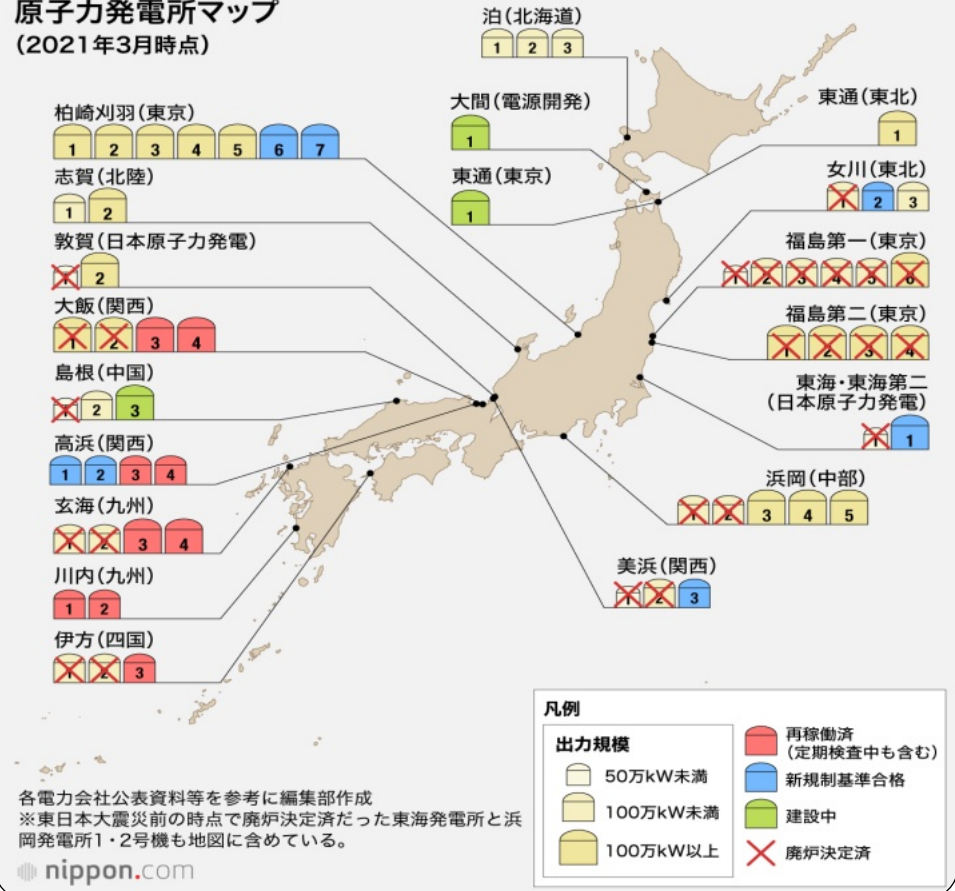 原子力発電所マップ
（2021年3月時点）
泊（北海道）
1 2 3
大間（電源開発）
1
東通（東京）
1
東通（東北）
1
女川（東北）
1 2 3
福島第一（東京）
1 2 3 4 5 6
福島第二（東京）
1 2 3 4
東海・東海第二
（日本原子力発電）
1 1
浜岡（中部）
1 2 3 4 5
美浜（関西）
1 2 3
柏崎刈羽（東京）
1 2 3 4 5 6 7
志賀（北陸）
1 2
敦賀（日本原子力発電）
1 2
大飯（関西）
1 2 3 4
島根（中国）
1 2 3
高浜（関西）
1 2 3 4
玄海（九州）
1 2 3 4
川内（九州）
1 2
伊方（四国）
1 2 3
凡例
出力規模
50万kW未満
100万kW未満
100万kW以上
再稼働済
（定期検査中も含む）
新規制基準合格
建設中
廃炉決定済
各電力会社公表資料等を参考に編集部作成
※東日本大震災前の時点で廃炉決定済だった東海発電所と浜
岡発電所1・2号機も地図に含めている。
nippon.com